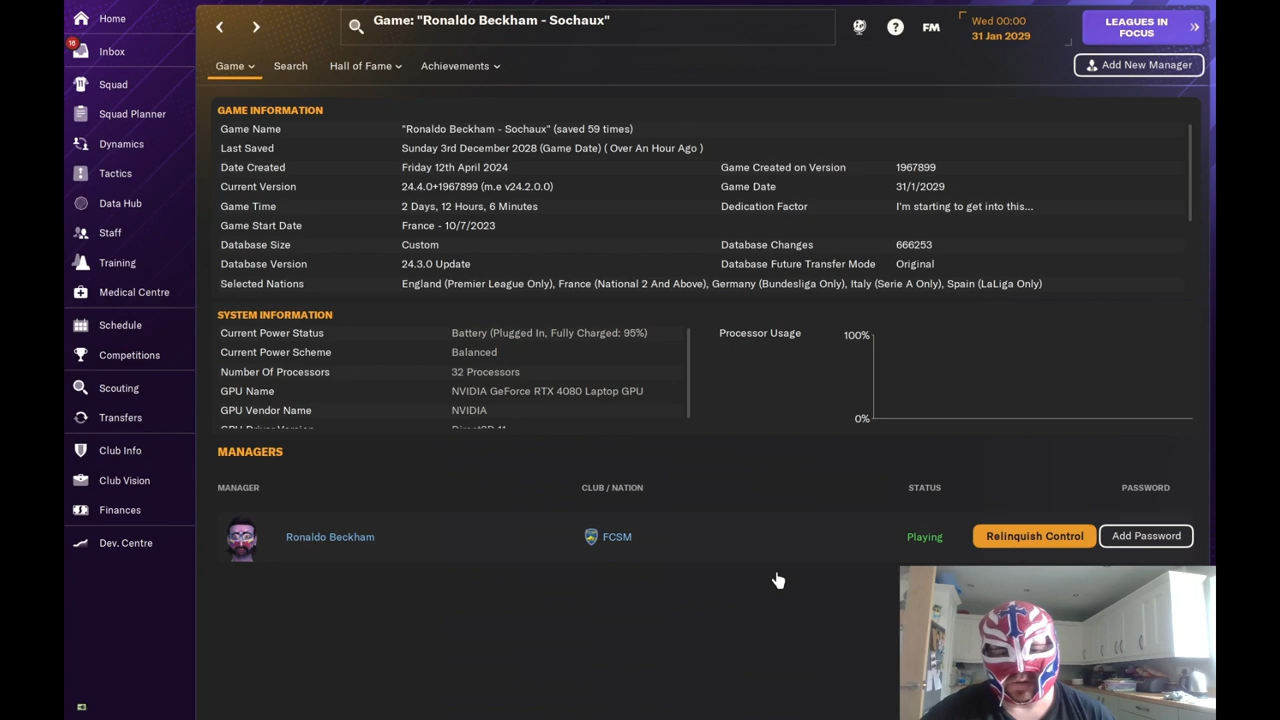 Home
Game: "Ronaldo Beckham - Sochaux"
FM
Wed 00:00
31 Jan 2029
LEAGUES IN FOCUS
16
Inbox
Game
Search
Hall of Fame
Achievements
Add New Manager
Squad
Squad Planner
Dynamics
Tactics
Data Hub
Staff
Training
Medical Centre
Schedule
Competitions
Scouting
Transfers
Club Info
Club Vision
Finances
Dev. Centre
GAME INFORMATION
Game Name "Ronaldo Beckham - Sochaux" (saved 59 times)
Last Saved Sunday 3rd December 2028 (Game Date) ( Over An Hour Ago )
Date Created Friday 12th April 2024 Game Created on Version 1967899
Current Version 24.4.0+1967899 (m.e v24.2.0.0) Game Date 31/1/2029
Game Time 2 Days, 12 Hours, 6 Minutes Dedication Factor I'm starting to get into this...
Game Start Date France - 10/7/2023
Database Size Custom Database Changes 666253
Database Version 24.3.0 Update Database Future Transfer Mode Original
Selected Nations England (Premier League Only), France (National 2 And Above), Germany (Bundesliga Only), Italy (Serie A Only), Spain (LaLiga Only)
SYSTEM INFORMATION
Current Power Status Battery (Plugged In, Fully Charged: 95%)
Current Power Scheme Balanced
Number Of Processors 32 Processors
GPU Name NVIDIA GeForce RTX 4080 Laptop GPU
GPU Vendor Name NVIDIA
GPU Driver Version Direct3D 11
Processor Usage
100%
0%
MANAGERS
MANAGER CLUB / NATION STATUS PASSWORD
Ronaldo Beckham FCSM Playing Relinquish Control Add Password